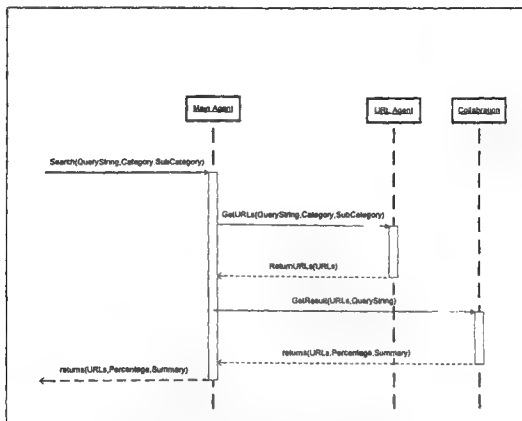 Main Agent
URL Agent
Collabration
Search(QueryString,Category,SubCategory)
GetURLs(QueryString,Category,SubCategory)
ReturnURLs(URLs)
GetResult(URLs,QueryString)
returns(URLs,Percentage,Summary)
returns(URLs,Percentage,Summary)